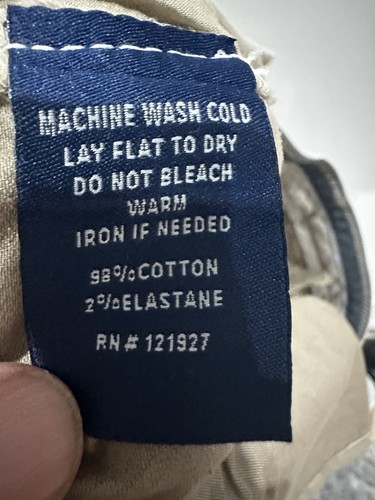 MACHINE WASH COLD
LAY FLAT TO DRY
DO NOT BLEACH
WARM
IRON IF NEEDED
98%COTTON
2%ELASTANE
RN# 121927